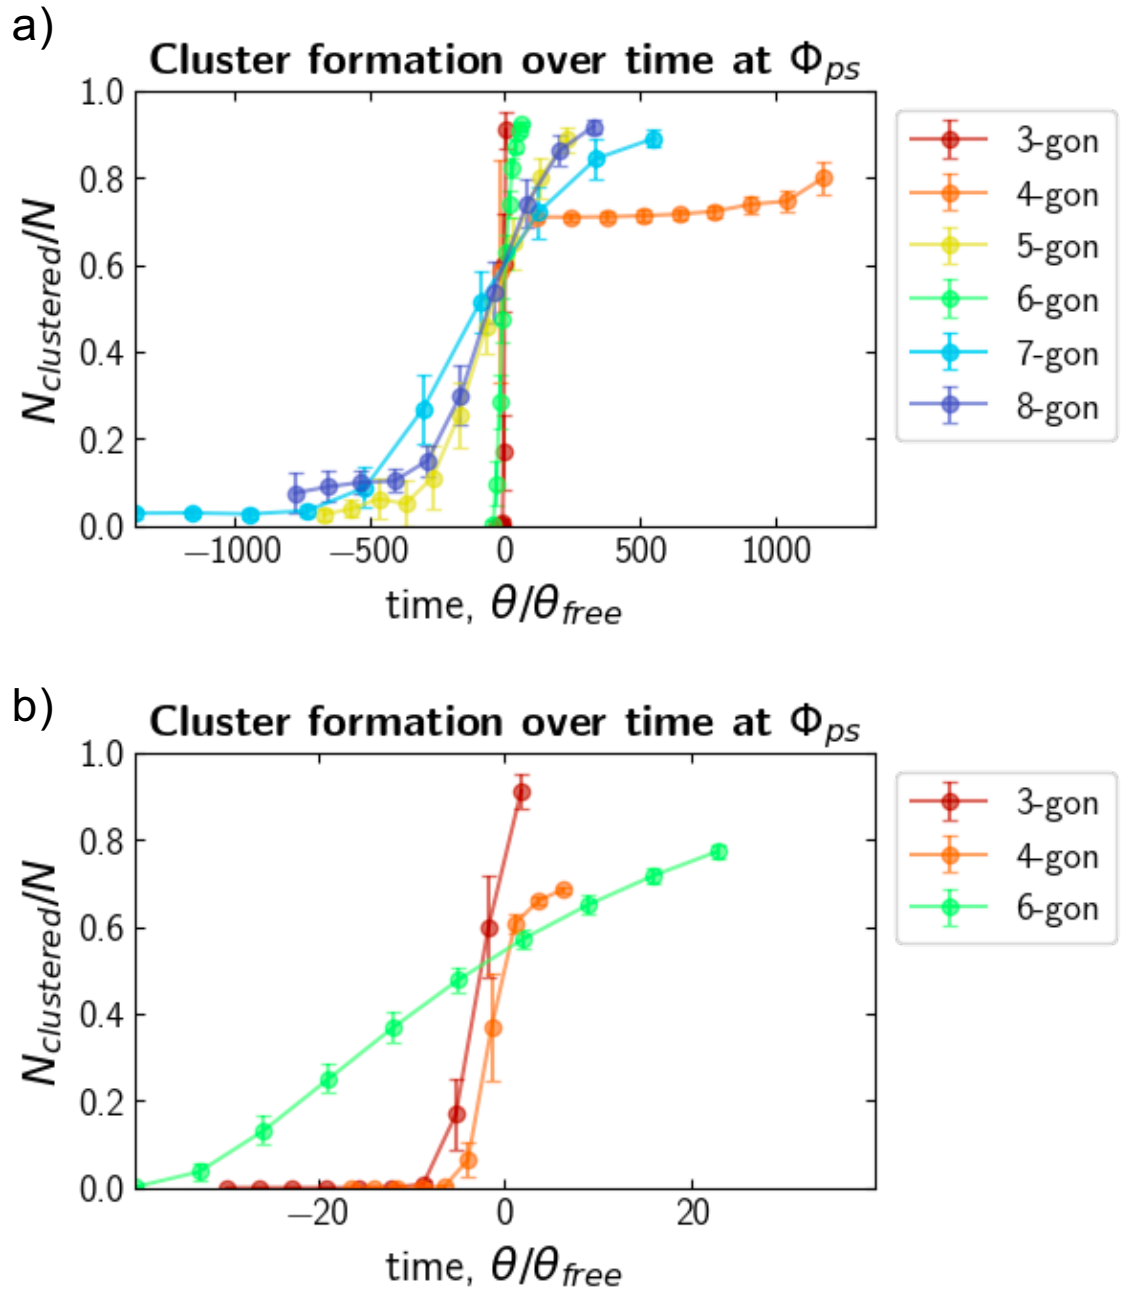 a)
Cluster formation over time at Φps
1.0
0.8
0.6
0.4
0.2
0.0
Nclustered/N
−1000
−500
0
500
1000
time, θ/θfree
3-gon
4-gon
5-gon
6-gon
7-gon
8-gon
b)
Cluster formation over time at Φps
1.0
0.8
0.6
0.4
0.2
0.0
Nclustered/N
−20
0
20
time, θ/θfree
3-gon
4-gon
6-gon